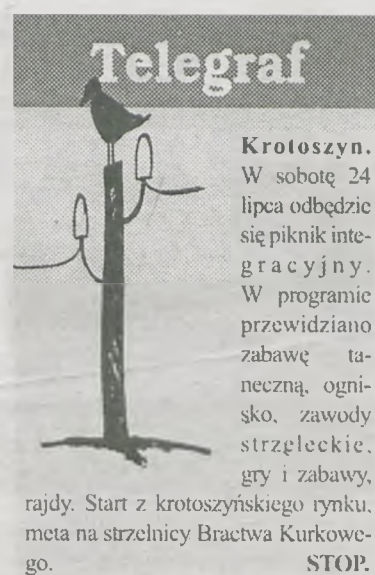 Telegraf
Krotoszyn.
W sobotę 24
lipca odbędzie
się piknik inte-
gracyjny.
W programie
przewidziano
zabawę ta-
neczną, ogni-
sko, zawody
strzeleckie,
gry i zabawy,
rajdy. Start z krotoszyńskiego rynku,
meta na strzelnicy Bractwa Kurkowe-
go. STOP.